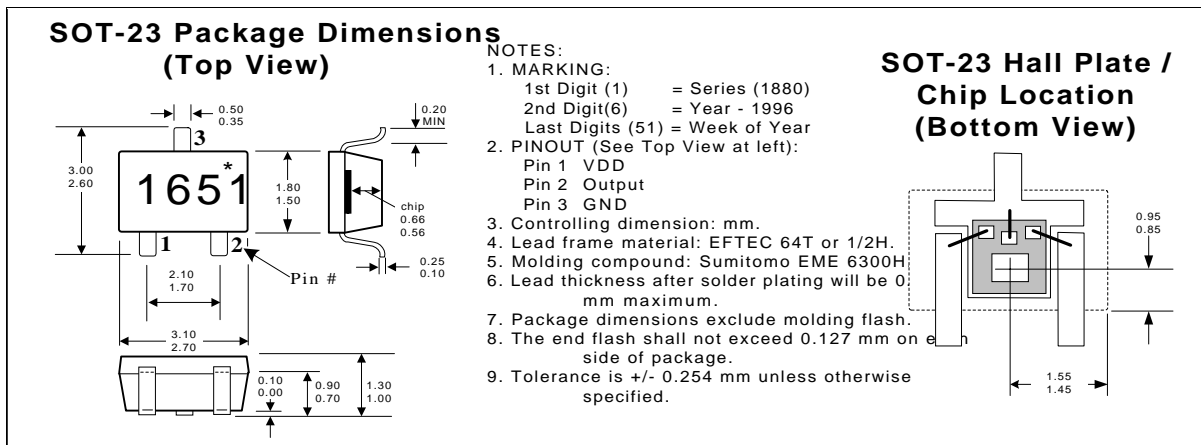 SOT-23 Package Dimensions
(Top View)
0.50
0.35
3
3.00
2.60
1651
*
1
2
Pin #
1.80
1.50
2.10
1.70
3.10
2.70
0.20
MIN
chip
0.66
0.56
0.25
0.10
0.10
0.00
0.90
0.70
1.30
1.00
NOTES:
1. MARKING:
1st Digit (1) = Series (1880)
2nd Digit(6) = Year - 1996
Last Digits (51) = Week of Year
2. PINOUT (See Top View at left):
Pin 1 VDD
Pin 2 Output
Pin 3 GND
3. Controlling dimension: mm.
4. Lead frame material: EFTEC 64T or 1/2H.
5. Molding compound: Sumitomo EME 6300H
6. Lead thickness after solder plating will be 0
mm maximum.
7. Package dimensions exclude molding flash.
8. The end flash shall not exceed 0.127 mm on
side of package.
9. Tolerance is +/- 0.254 mm unless otherwise
specified.
SOT-23 Hall Plate /
Chip Location
(Bottom View)
0.95
0.85
1.55
1.45